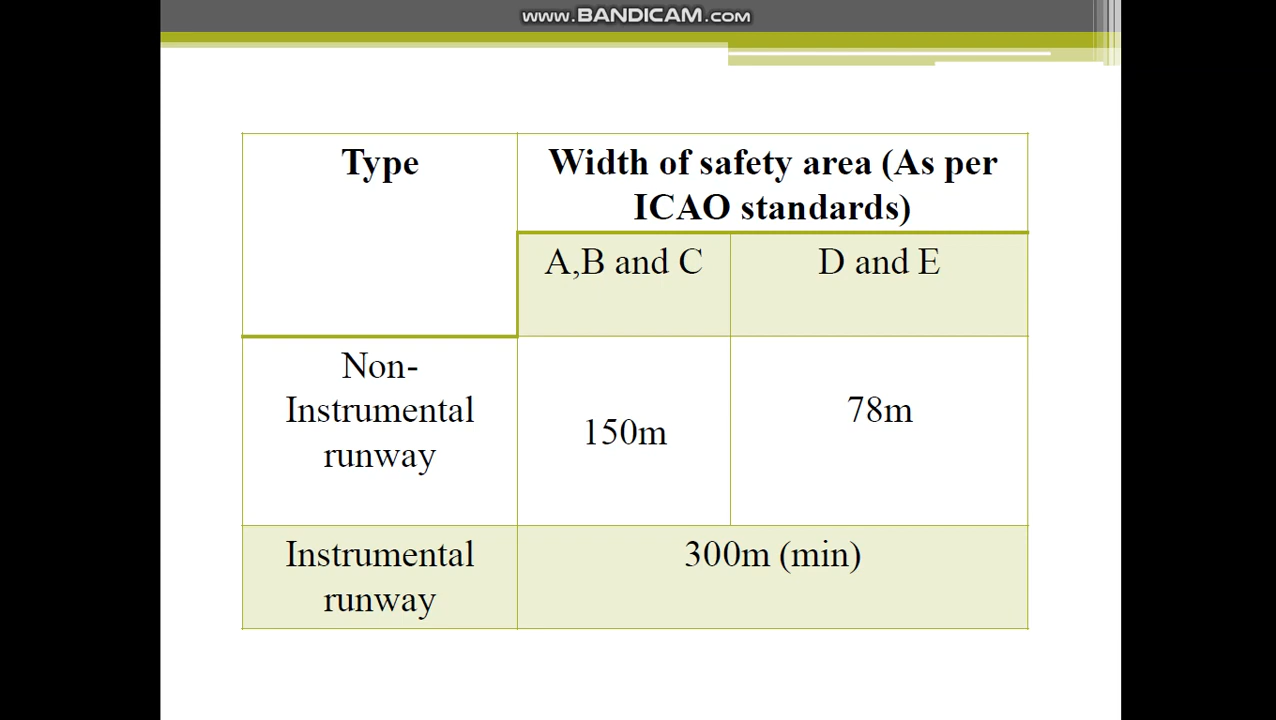 www.BANDICAM.com
Type
Width of safety area (As per
ICAO standards)
A,B and C
D and E
Non-
Instrumental
runway
150m
78m
Instrumental
runway
300m (min)